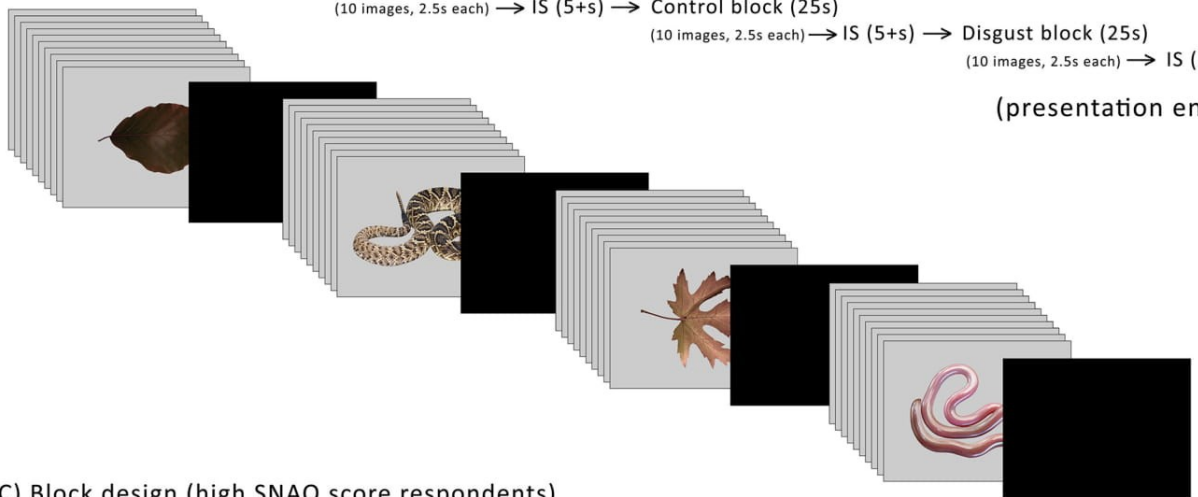 (10 images, 2.5s each) → IS (5+s) → Control block (25s)
(10 images, 2.5s each) → IS (5+s) → Disgust block (25s)
(10 images, 2.5s each) → IS (
(presentation en
C) Block design (high SNAQ score respondents)